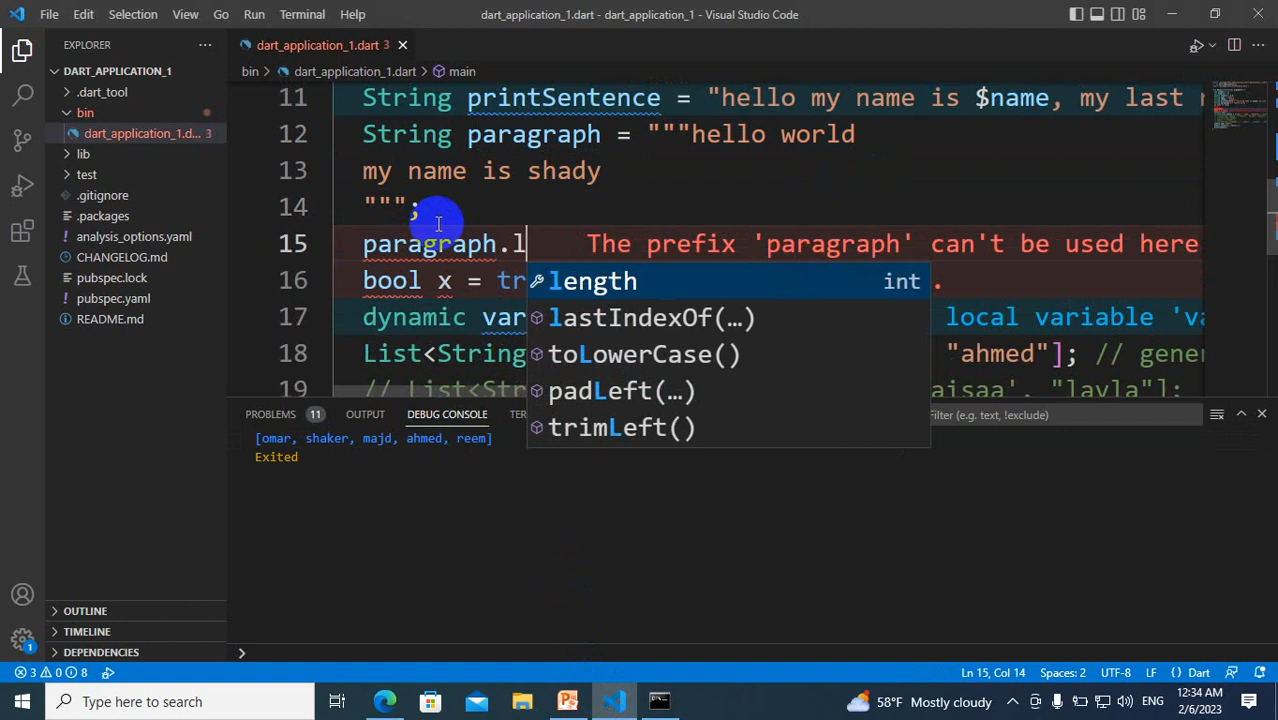 File Edit Selection View Go Run Terminal Help
dart_application_1.dart - dart_application_1 - Visual Studio Code
EXPLORER
DART_APPLICATION_1
.dart_tool
bin
dart_application_1.d... 3
lib
test
.gitignore
.packages
analysis_options.yaml
CHANGELOG.md
pubspec.lock
pubspec.yaml
README.md
OUTLINE
TIMELINE
DEPENDENCIES
dart_application_1.dart 3
bin > dart_application_1.dart > main
11 String printSentence = "hello my name is $name, my last
12 String paragraph = """hello world
13 my name is shady
14 """;
15 paragraph.l The prefix 'paragraph' can't be used here
16 bool x = tr
17 dynamic var local variable 'va
18 List<String "ahmed"]; // gener
19 // List<St aisaa', "layla"];
length int
lastIndexOf(…)
toLowerCase()
padLeft(…)
trimLeft()
PROBLEMS 11 OUTPUT DEBUG CONSOLE TER
Filter (e.g. text, !exclude)
[omar, shaker, majd, ahmed, reem]
Exited
1
3 0 8
Ln 15, Col 14 Spaces: 2 UTF-8 LF {} Dart
Type here to search
58°F Mostly cloudy
ENG
12:34 AM
2/6/2023